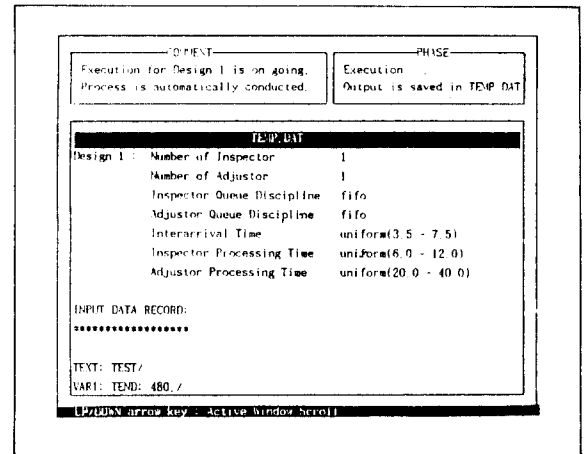 COMMENT
Execution for Design 1 is on going.
Process is automatically conducted.
PHASE
Execution
Output is saved in TEMP.DAT
TEMP.DAT
Design 1 : Number of Inspector 1
Number of Adjustor 1
Inspector Queue Discipline fifo
Adjustor Queue Discipline fifo
Interarrival Time uniform(3.5 - 7.5)
Inspector Processing Time uniform(6.0 - 12.0)
Adjustor Processing Time uniform(20.0 - 40.0)
INPUT DATA RECORD:
******************
TEXT: TEST/
VAR1: TEND: 480./
UP/DOWN arrow key : Active Window Scroll